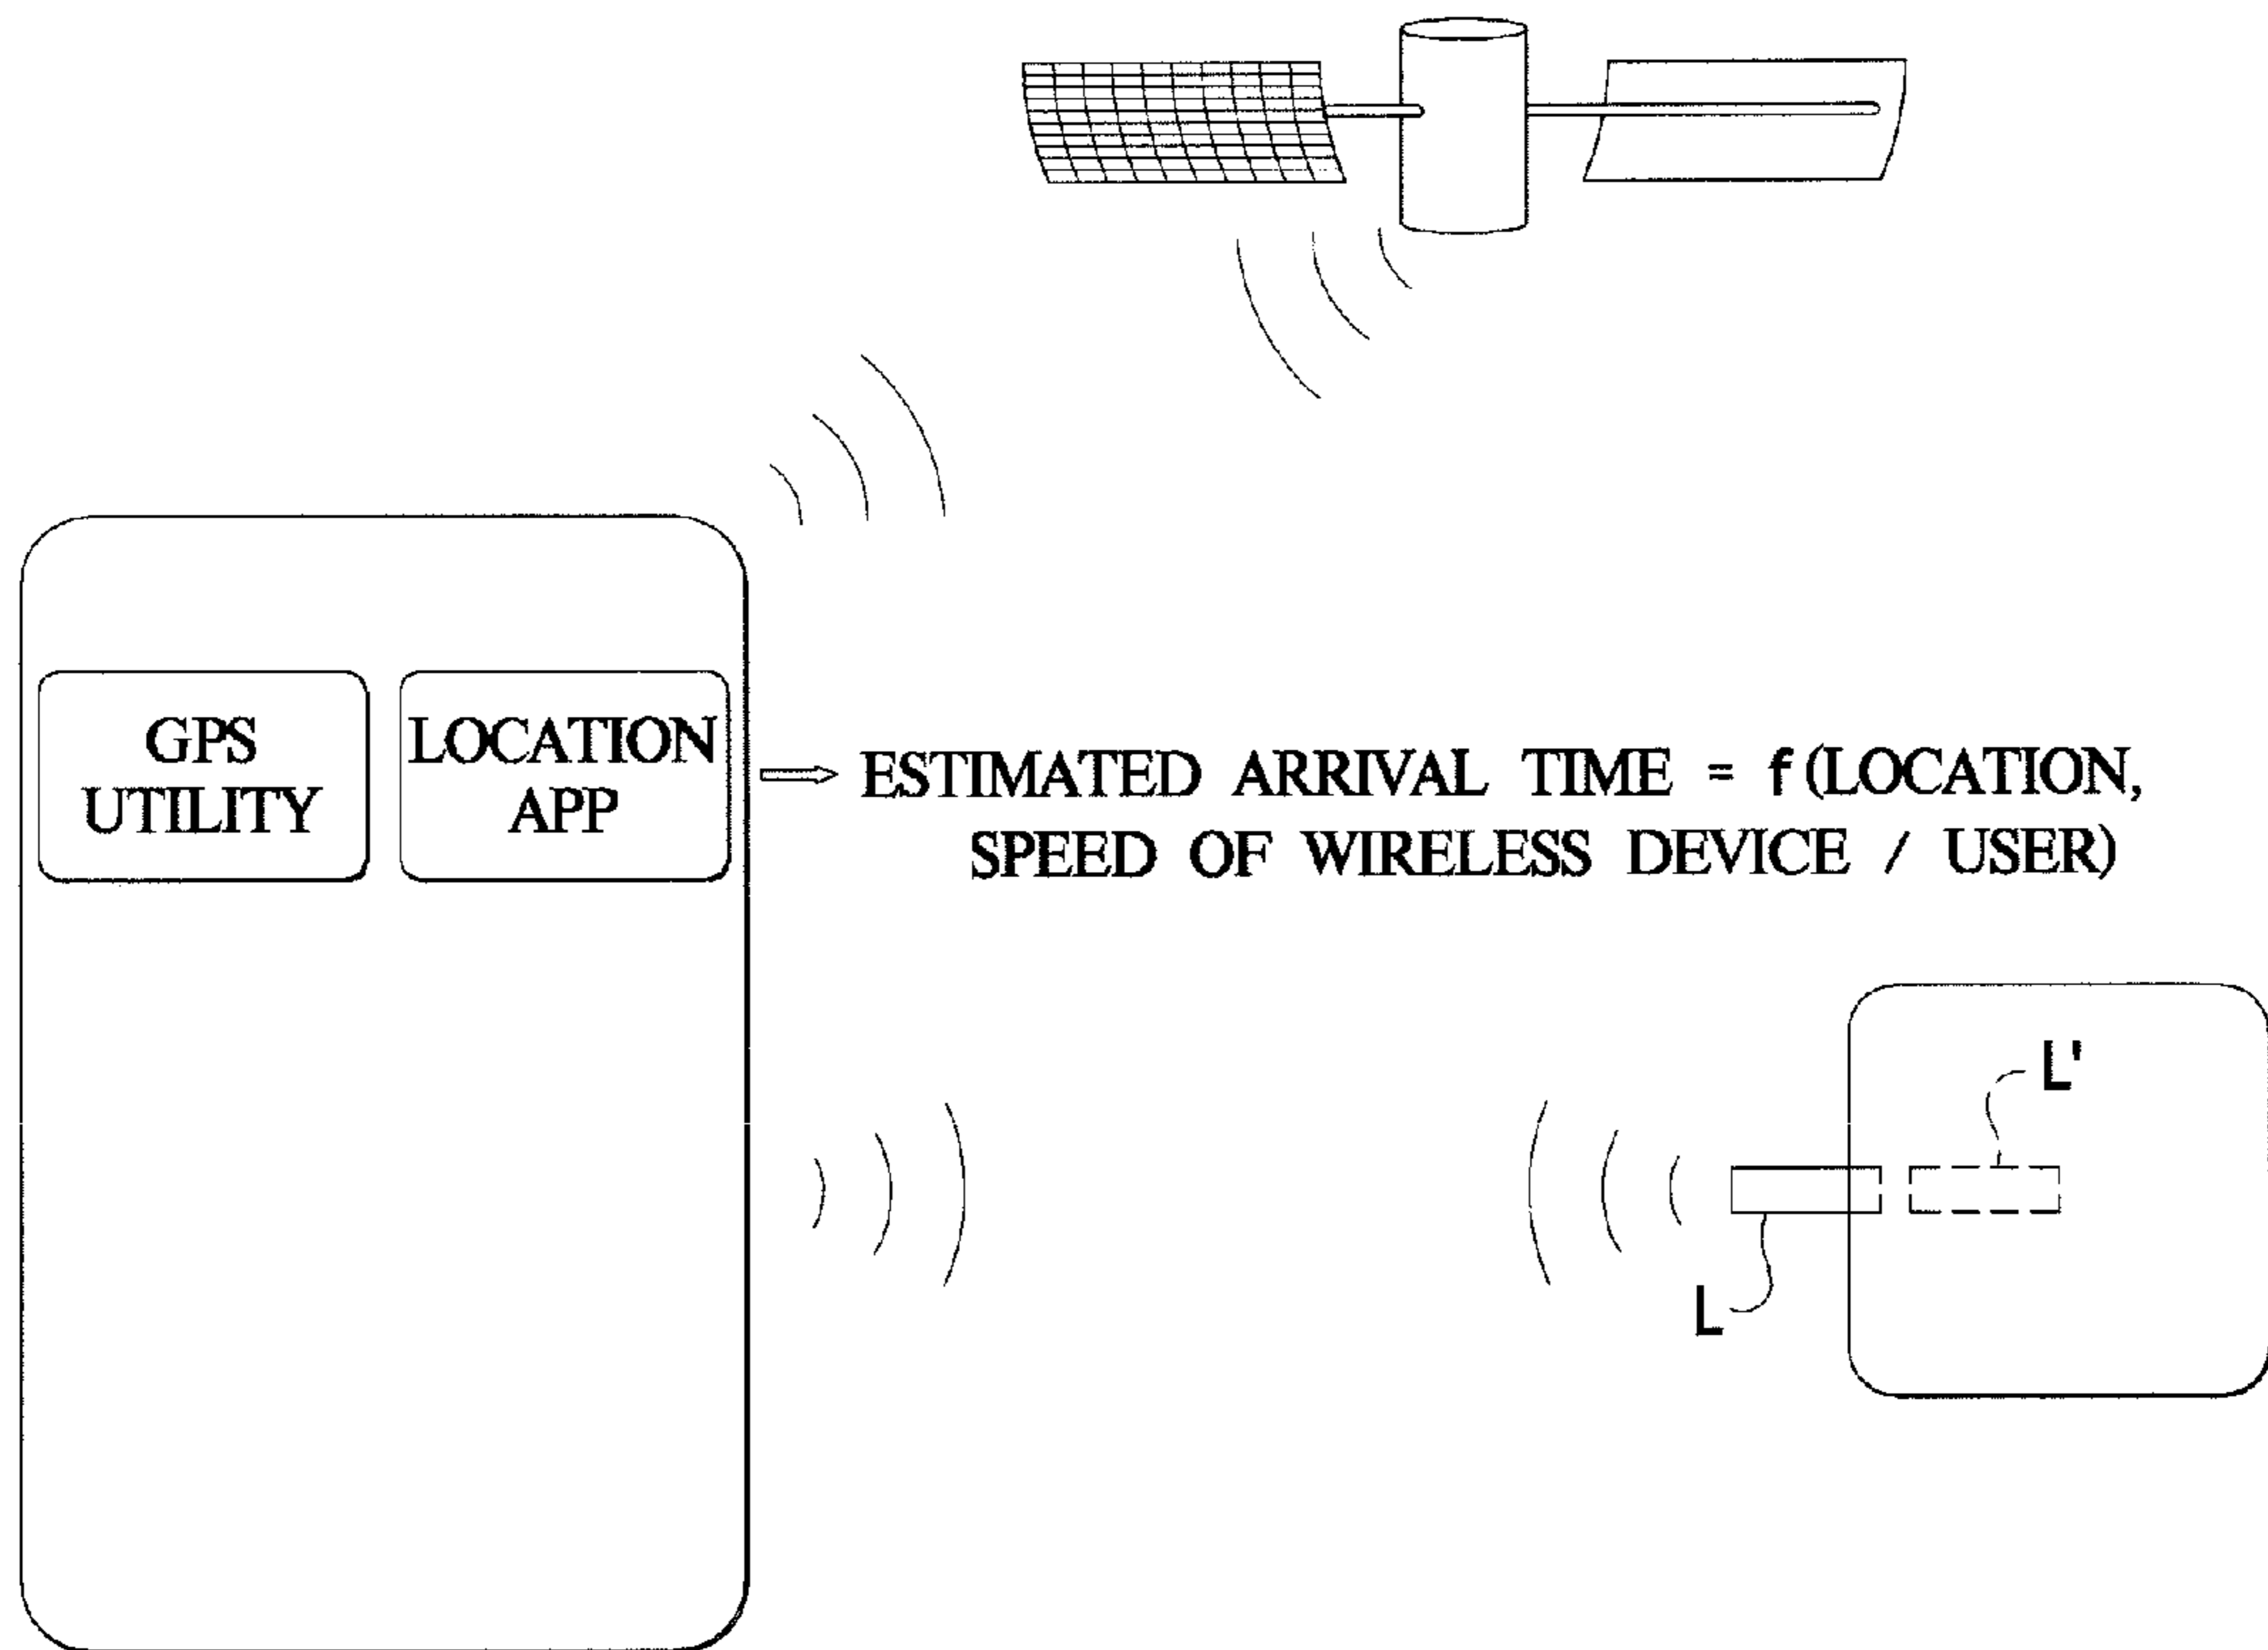 GPS
UTILITY
LOCATION
APP
ESTIMATED ARRIVAL TIME = f(LOCATION,
SPEED OF WIRELESS DEVICE / USER)
L'
L